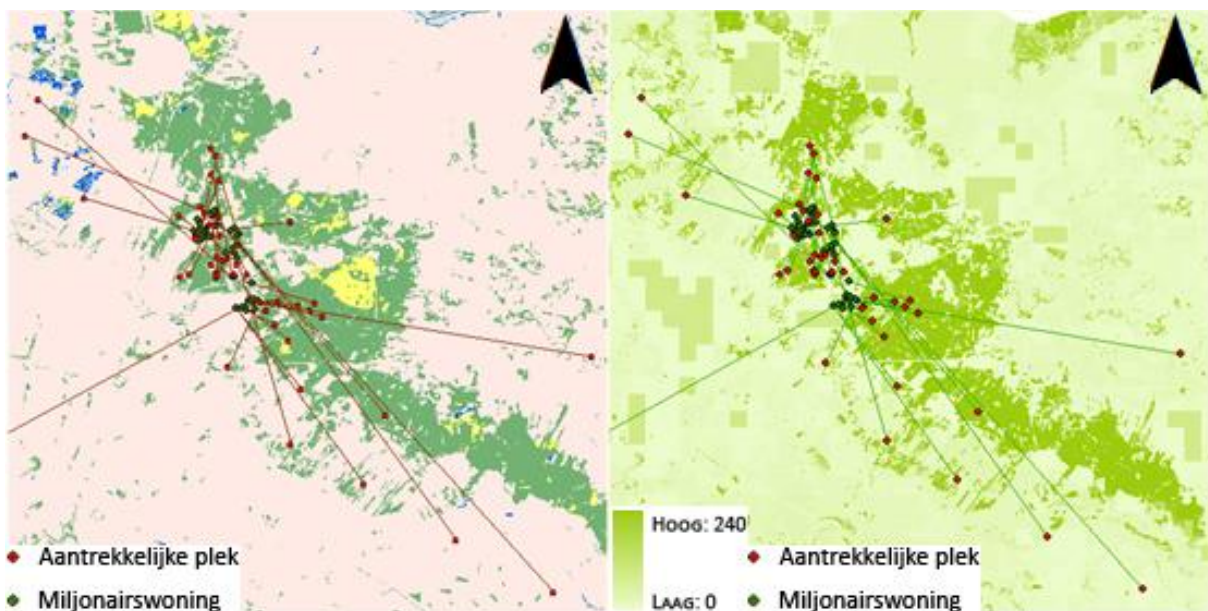 Aantrekkelijke plek
Miljonairswoning
HOOG: 240
LAAG: 0
Aantrekkelijke plek
Miljonairswoning